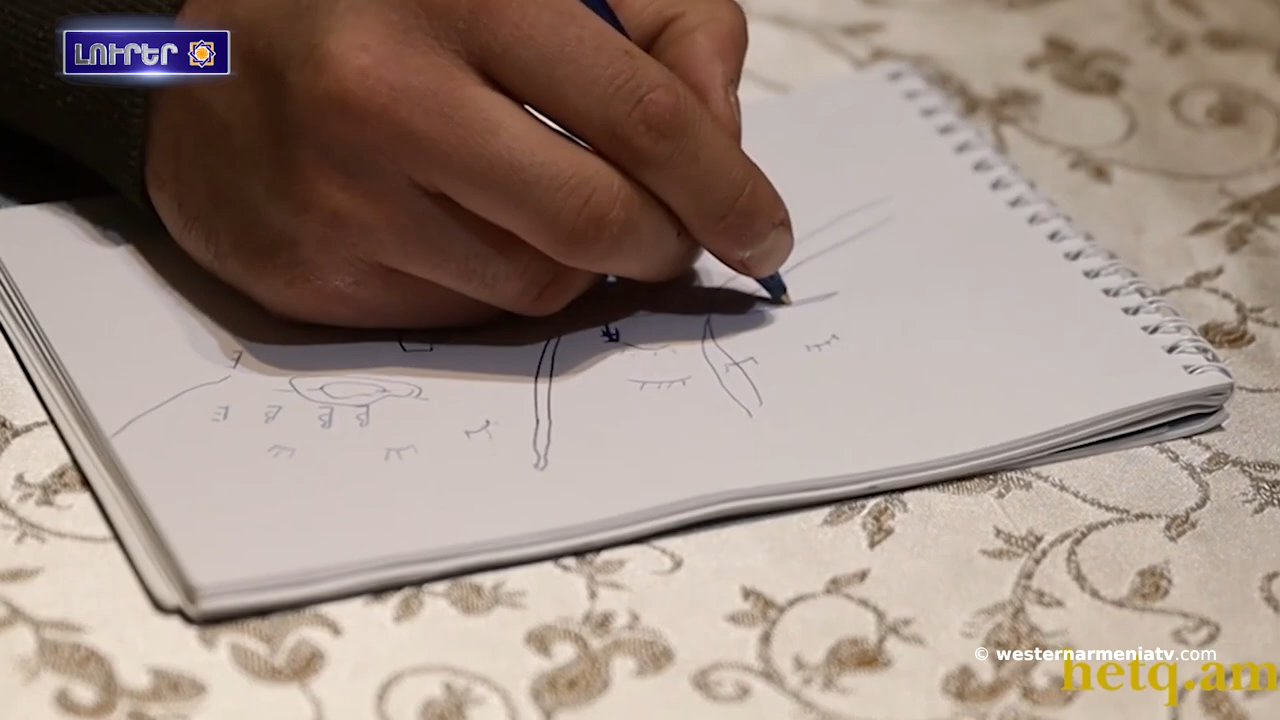 ԼՈՒՐԵՐ
© westernarmeniatv.com
hetq.am